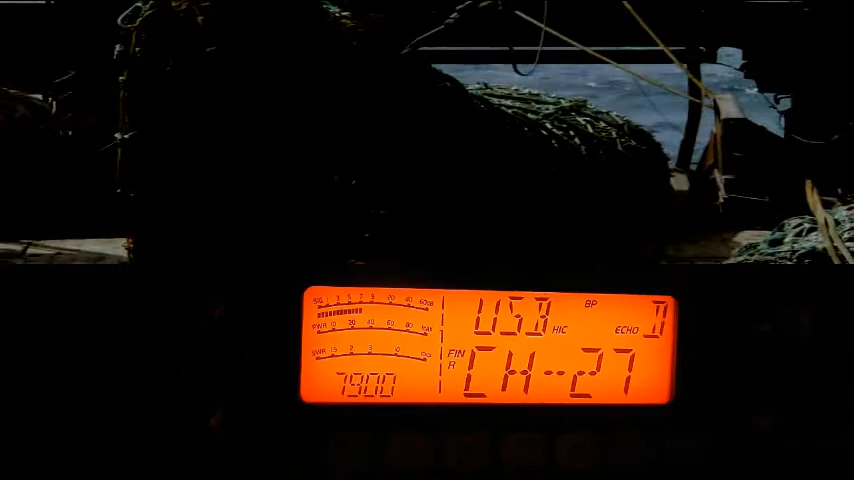 SIG 1 3 5 7 9 20 40 60dB
PWR 10 20 40 60 80 MAX
SWR 1.5 2 3 10 ∞
7900
USB HIC BP ECHO D
FIN
R CH--27